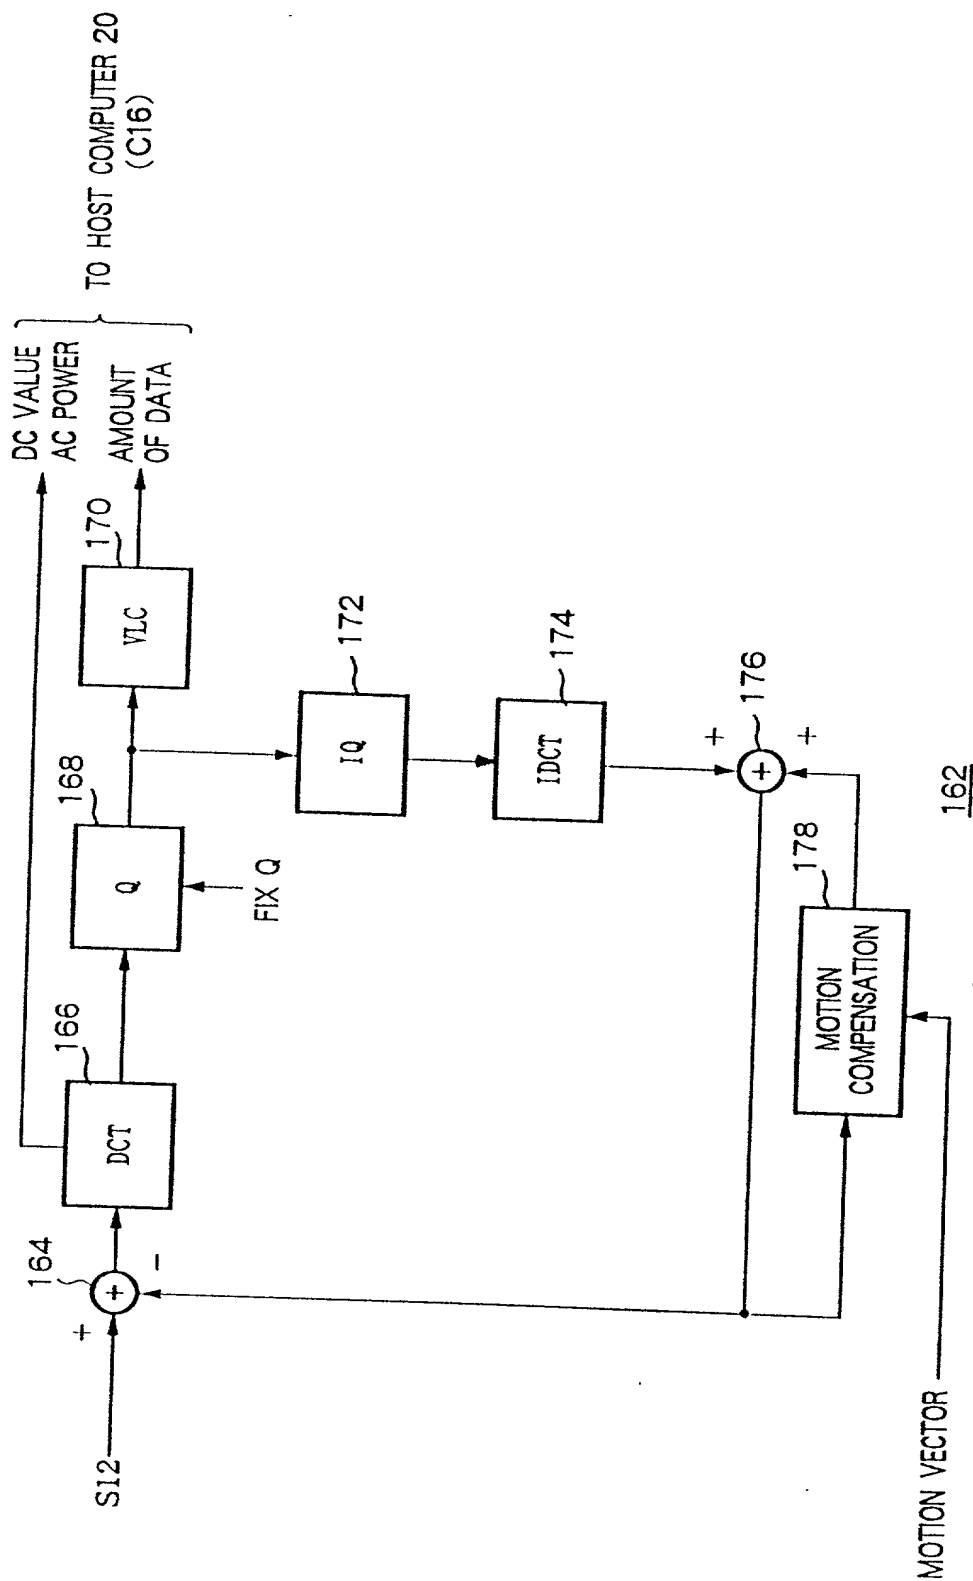 DC VALUE
AC POWER
AMOUNT
OF DATA
TO HOST COMPUTER 20
(C16)
S12
+
164
+
-
DCT
166
Q
168
FIX Q
VLC
170
IQ
172
IDCT
174
+
+
176
+
MOTION
COMPENSATION
178
MOTION VECTOR
162